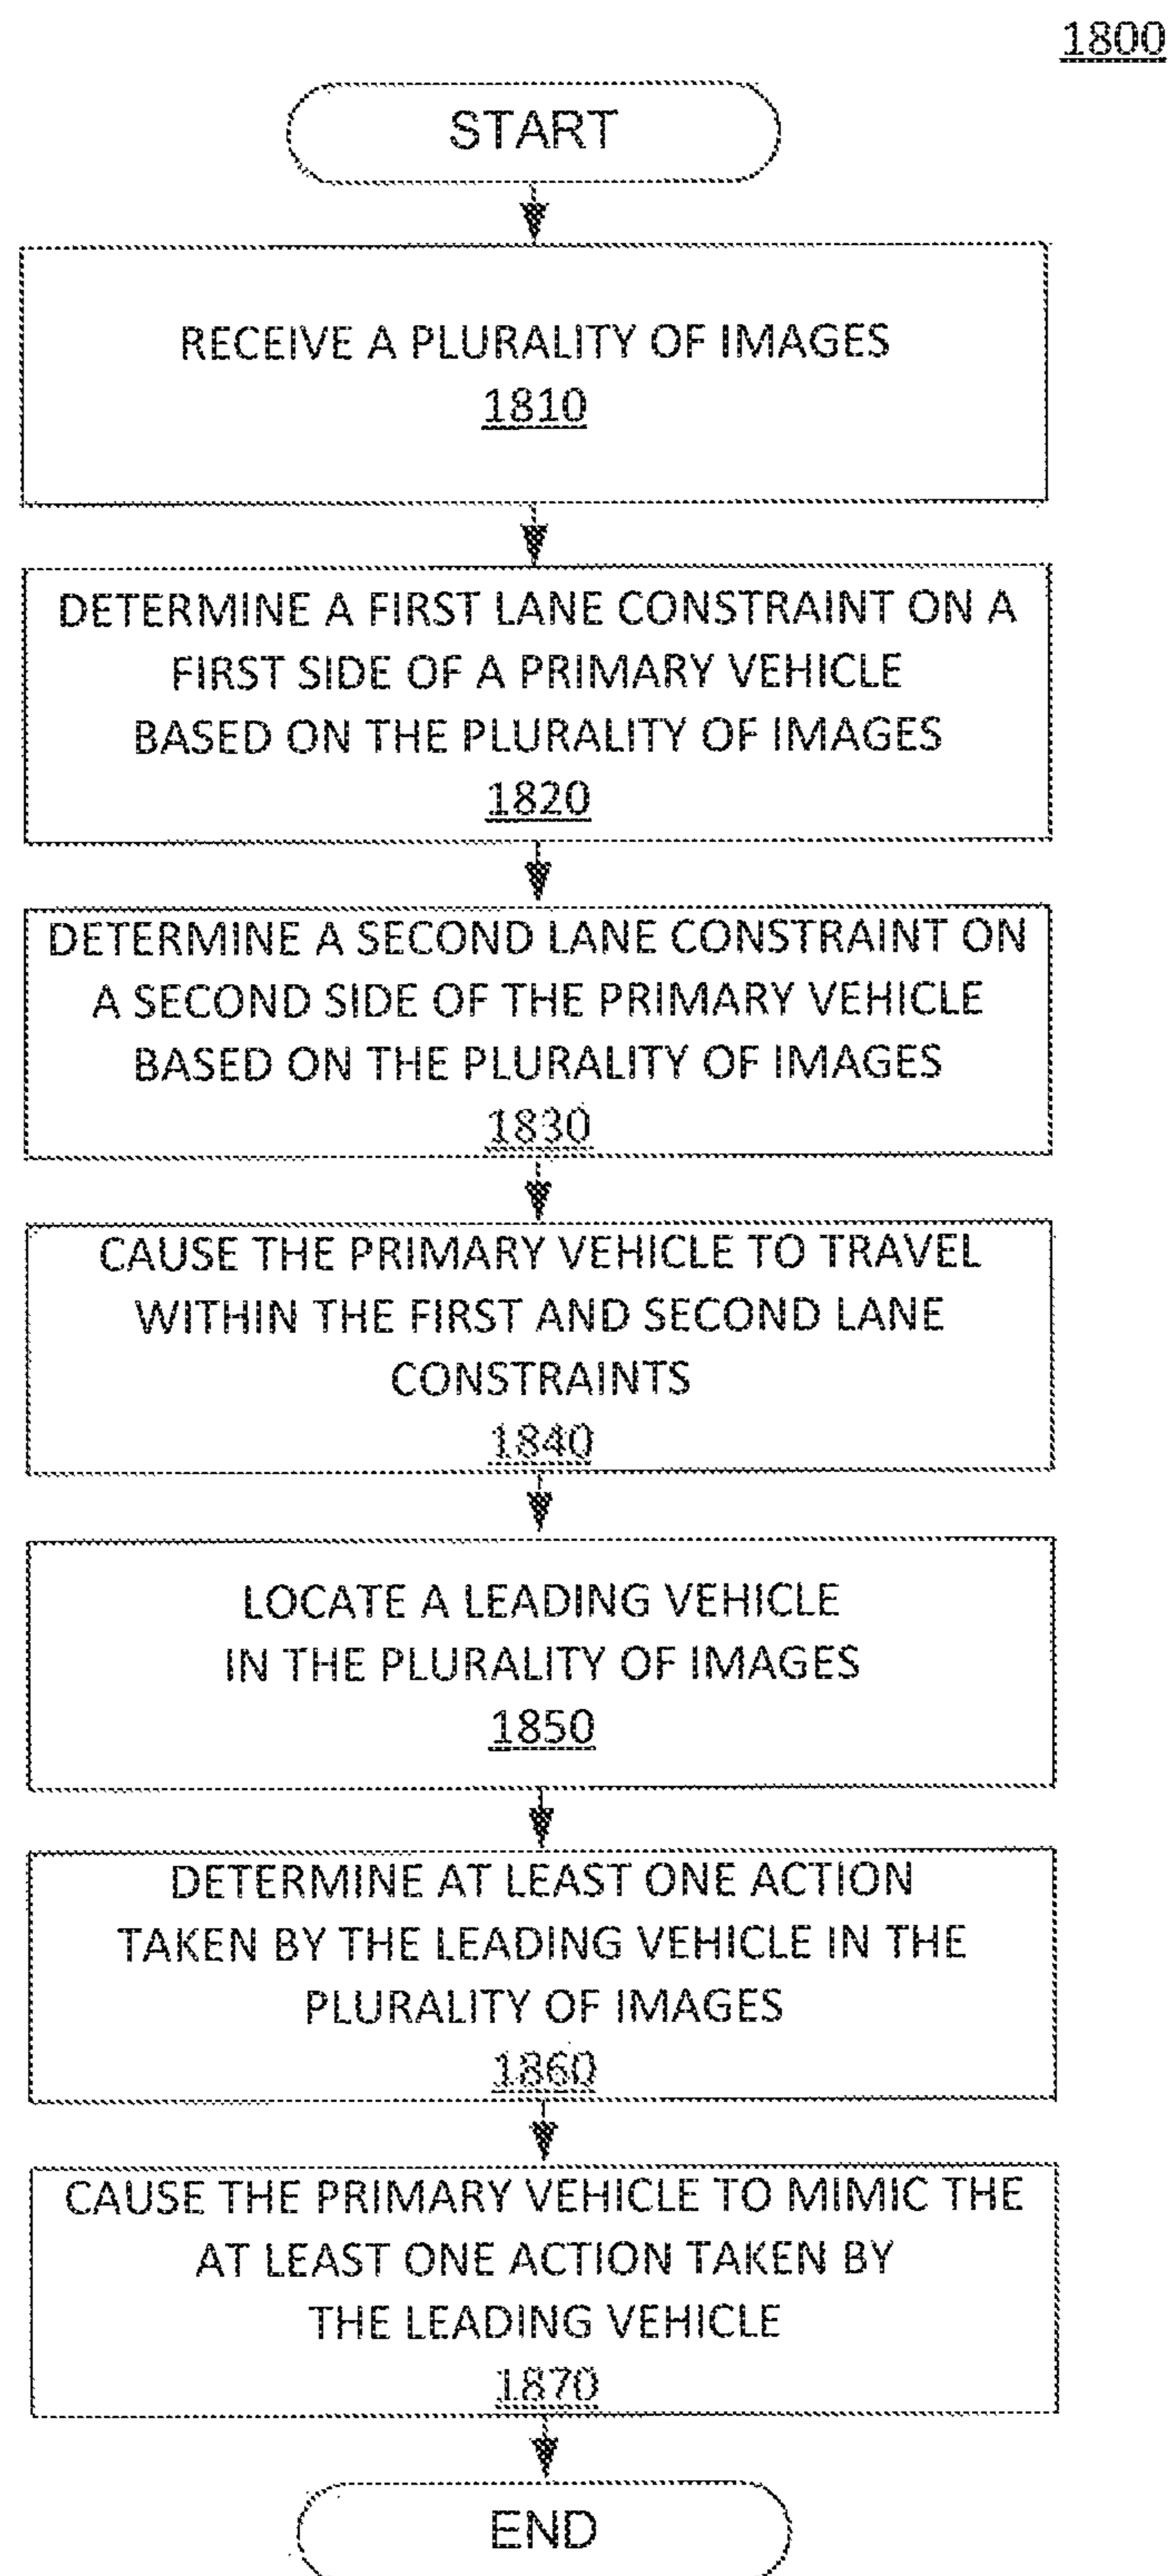 1800
START
RECEIVE A PLURALITY OF IMAGES
1810
DETERMINE A FIRST LANE CONSTRAINT ON A
FIRST SIDE OF A PRIMARY VEHICLE
BASED ON THE PLURALITY OF IMAGES
1820
DETERMINE A SECOND LANE CONSTRAINT ON
A SECOND SIDE OF THE PRIMARY VEHICLE
BASED ON THE PLURALITY OF IMAGES
1830
CAUSE THE PRIMARY VEHICLE TO TRAVEL
WITHIN THE FIRST AND SECOND LANE
CONSTRAINTS
1840
LOCATE A LEADING VEHICLE
IN THE PLURALITY OF IMAGES
1850
DETERMINE AT LEAST ONE ACTION
TAKEN BY THE LEADING VEHICLE IN THE
PLURALITY OF IMAGES
1860
CAUSE THE PRIMARY VEHICLE TO MIMIC THE
AT LEAST ONE ACTION TAKEN BY
THE LEADING VEHICLE
1870
END